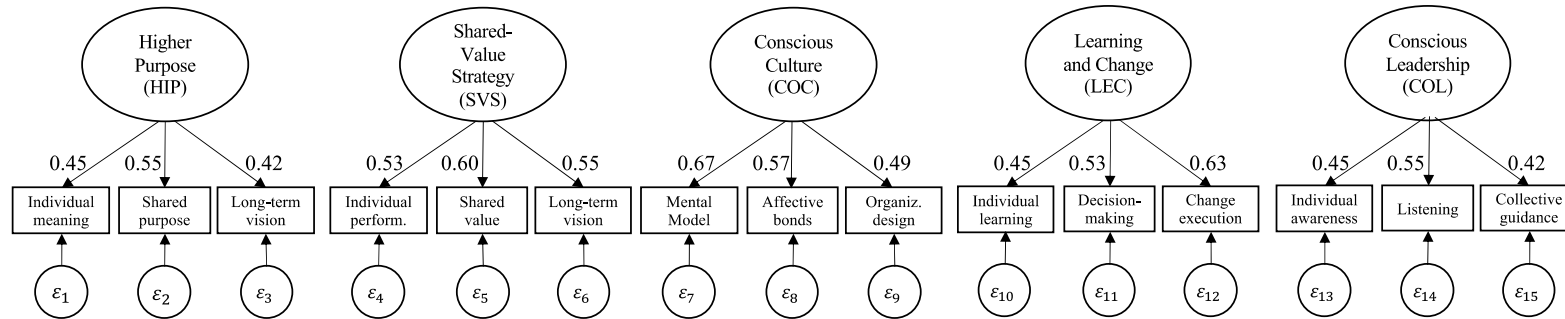 Higher
Purpose
(HIP)
Shared-
Value
Strategy
(SVS)
Conscious
Culture
(COC)
Learning
and Change
(LEC)
Conscious
Leadership
(COL)
0.45 0.55 0.42
0.53 0.60 0.55
0.67 0.57 0.49
0.45 0.53 0.63
0.45 0.55 0.42
Individual
meaning
Shared
purpose
Long-term
vision
Individual
perform.
Shared
value
Long-term
vision
Mental
Model
Affective
bonds
Organiz.
design
Individual
learning
Decision-
making
Change
execution
Individual
awareness
Listening
Collective
guidance
ε1 ε2 ε3 ε4 ε5 ε6 ε7 ε8 ε9 ε10 ε11 ε12 ε13 ε14 ε15